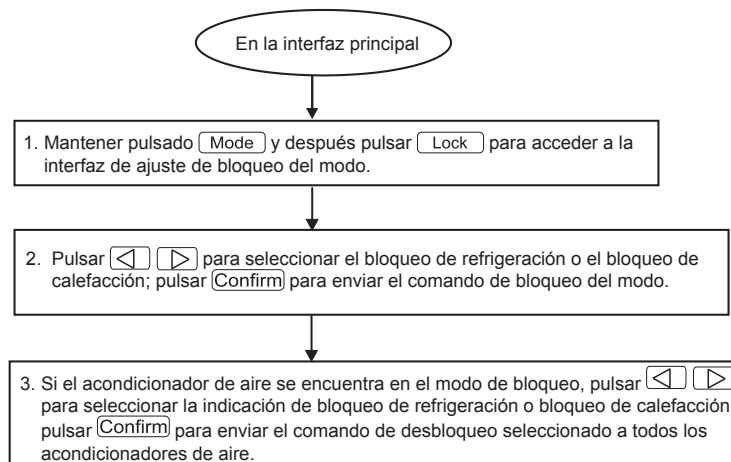 En la interfaz principal
1. Mantener pulsado Mode y después pulsar Lock para acceder a la
interfaz de ajuste de bloqueo del modo.
2. Pulsar ◁ ▷ para seleccionar el bloqueo de refrigeración o el bloqueo de
calefacción; pulsar Confirm para enviar el comando de bloqueo del modo.
3. Si el acondicionador de aire se encuentra en el modo de bloqueo, pulsar ◁ ▷
para seleccionar la indicación de bloqueo de refrigeración o bloqueo de calefacción
pulsar Confirm para enviar el comando de desbloqueo seleccionado a todos los
acondicionadores de aire.